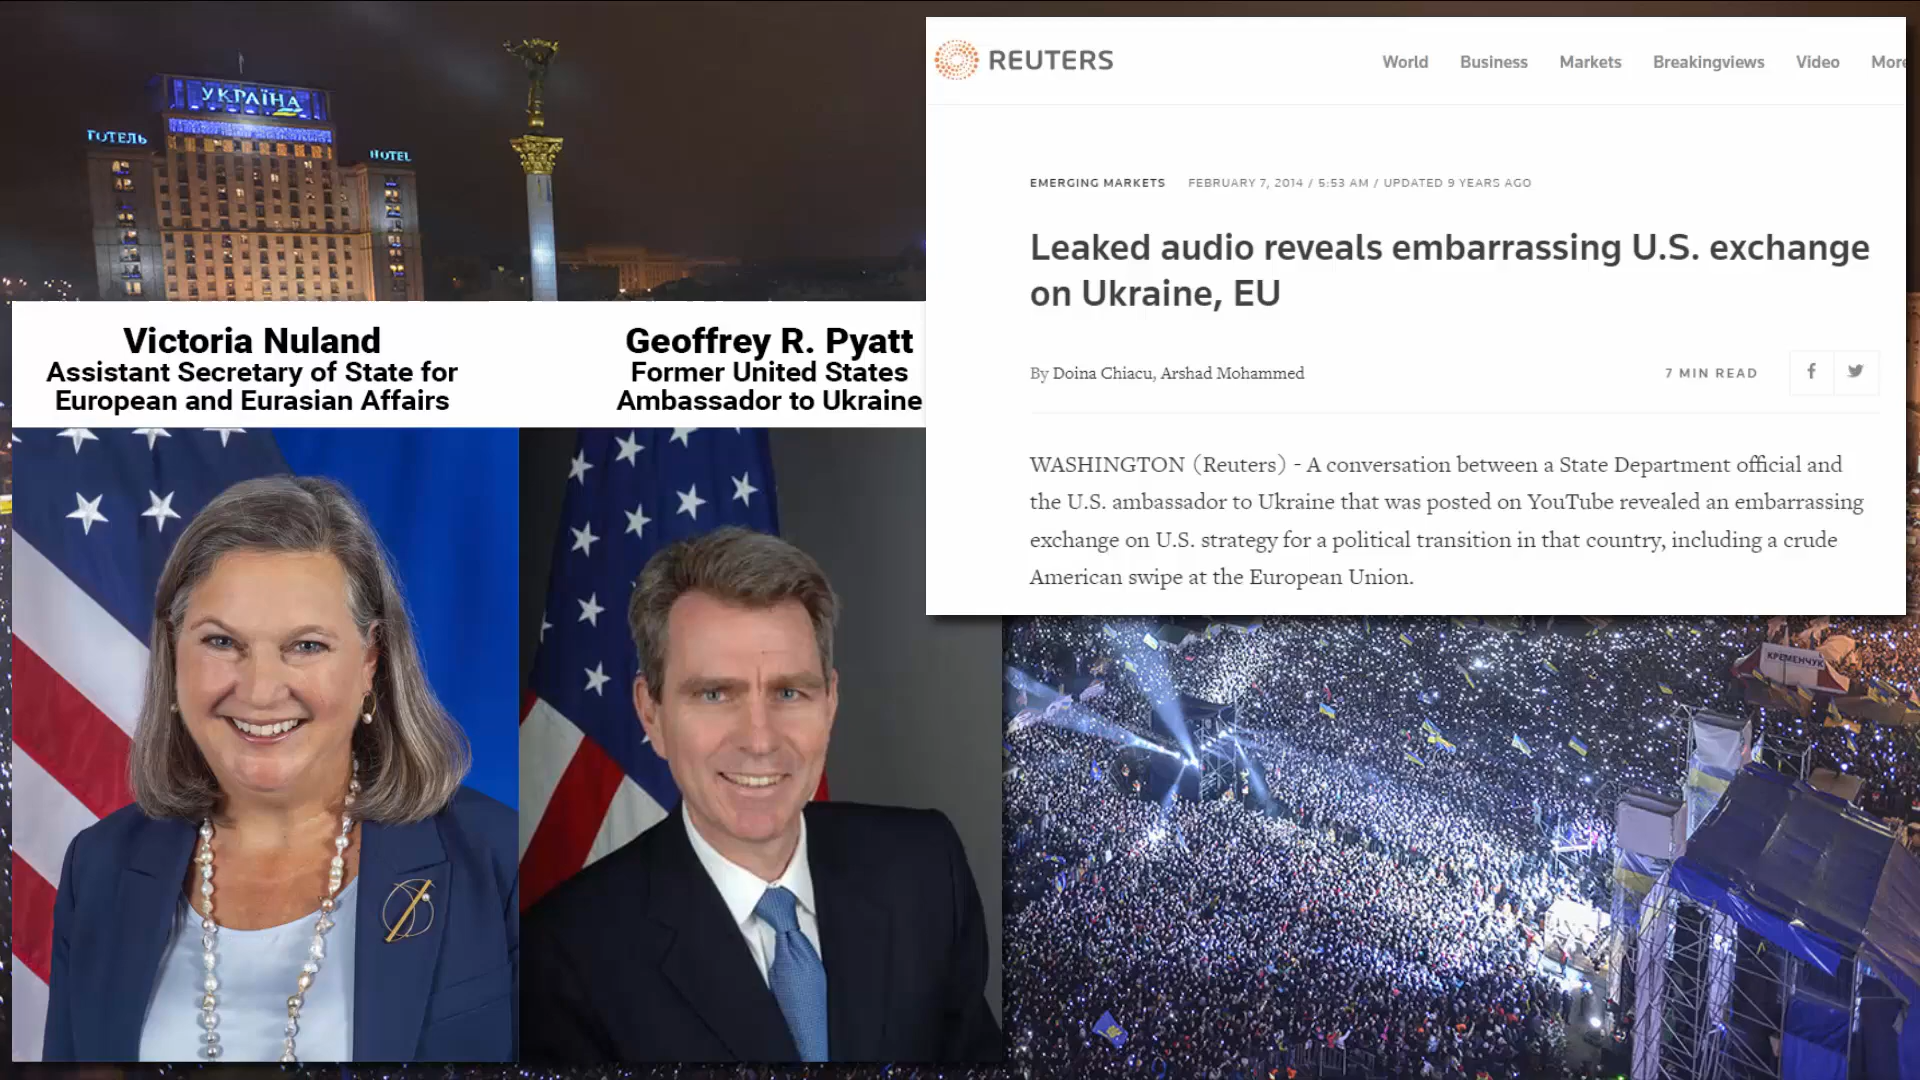 УКРАЇНА
ГОТЕЛЬ
HOTEL
Victoria Nuland
Assistant Secretary of State for
European and Eurasian Affairs
Geoffrey R. Pyatt
Former United States
Ambassador to Ukraine
REUTERS
World Business Markets Breakingviews Video More
EMERGING MARKETS FEBRUARY 7, 2014 / 5:53 AM / UPDATED 9 YEARS AGO
Leaked audio reveals embarrassing U.S. exchange
on Ukraine, EU
By Doina Chiacu, Arshad Mohammed
7 MIN READ
WASHINGTON (Reuters) - A conversation between a State Department official and
the U.S. ambassador to Ukraine that was posted on YouTube revealed an embarrassing
exchange on U.S. strategy for a political transition in that country, including a crude
American swipe at the European Union.
КРЕМЕНЧУК